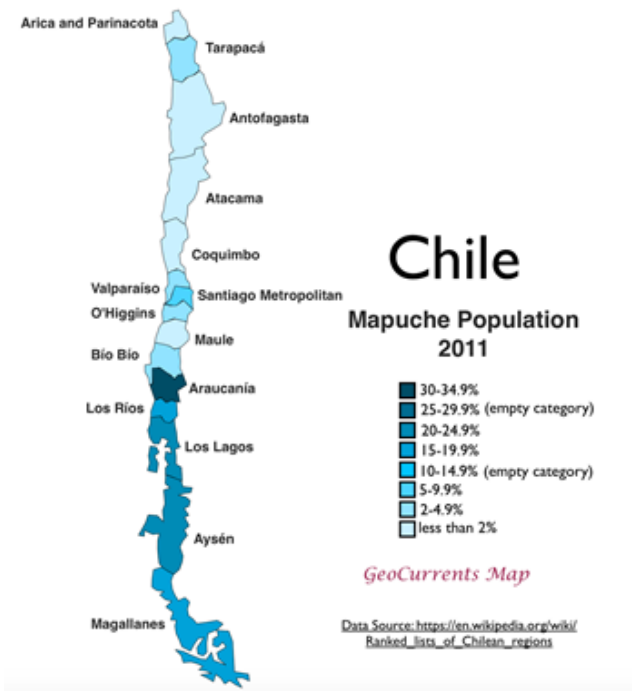 Arica and Parinacota
Tarapacá
Antofagasta
Atacama
Coquimbo
Valparaíso
Santiago Metropolitan
O'Higgins
Maule
Bío Bío
Araucanía
Los Ríos
Los Lagos
Aysén
Magallanes
Chile
Mapuche Population
2011
30-34.9%
25-29.9% (empty category)
20-24.9%
15-19.9%
10-14.9% (empty category)
5-9.9%
2-4.9%
less than 2%
GeoCurrents Map
Data Source: https://en.wikipedia.org/wiki/
Ranked_lists_of_Chilean_regions